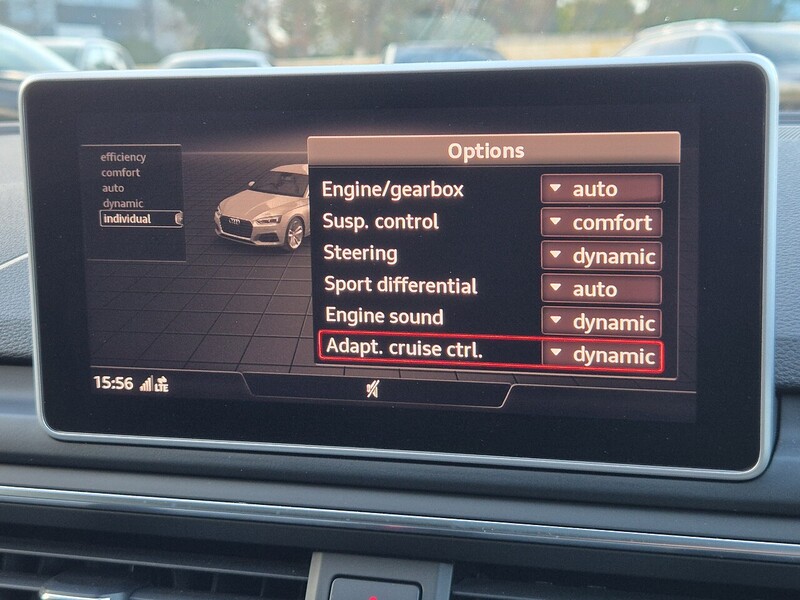 efficiency
comfort
auto
dynamic
individual
Options
Engine/gearbox auto
Susp. control comfort
Steering dynamic
Sport differential auto
Engine sound dynamic
Adapt. cruise ctrl. dynamic
15:56 LTE